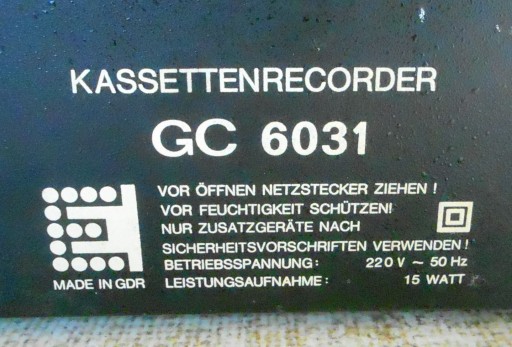 KASSETTENRECORDER
GC 6031
VOR ÖFFNEN NETZSTECKER ZIEHEN !
VOR FEUCHTIGKEIT SCHÜTZEN!
NUR ZUSATZGERÄTE NACH
SICHERHEITSVORSCHRIFTEN VERWENDEN!
BETRIEBSSPANNUNG: 220 V ~ 50 Hz
LEISTUNGSAUFNAHME: 15 WATT
MADE IN GDR